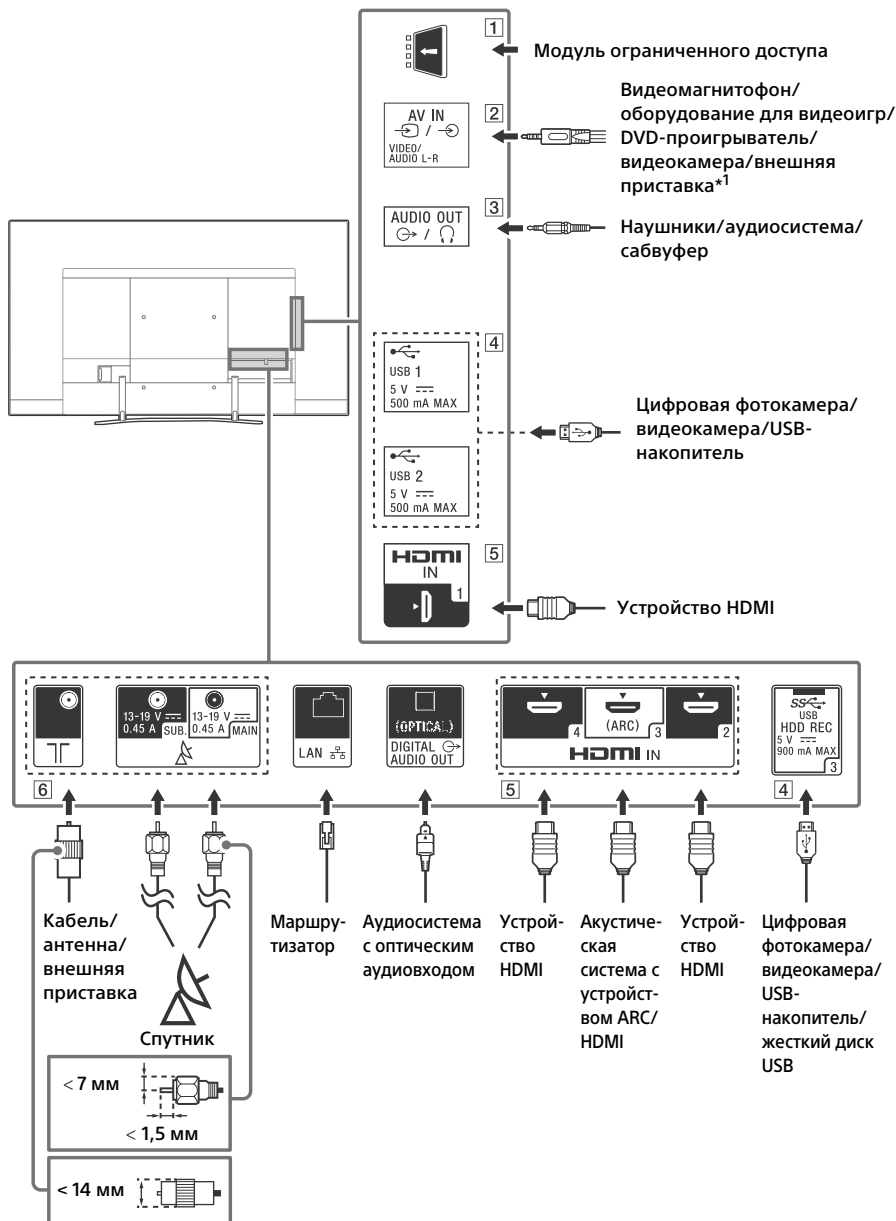 1
Модуль ограниченного доступа
2
AV IN
/
VIDEO/
AUDIO L-R
Видеомагнитофон/
оборудование для видеоигр/
DVD-проигрыватель/
видеокамера/внешняя
приставка*1
3
AUDIO OUT
/
Наушники/аудиосистема/
сабвуфер
4
USB 1
5 V
500 mA MAX
USB 2
5 V
500 mA MAX
Цифровая фотокамера/
видеокамера/USB-
накопитель
5
HDMI
IN
1
Устройство HDMI
13-19 V
0.45 A
SUB.
13-19 V
0.45 A
MAIN
LAN
(OPTICAL)
DIGITAL
AUDIO OUT
4
(ARC)
3
2
HDMI IN
SS
USB
HDD REC
5 V
900 mA MAX
3
6
5
4
Кабель/
антенна/
внешняя
приставка
Спутник
Маршру-
тизатор
Аудиосистема
с оптическим
аудиовходом
Устрой-
ство
HDMI
Акустиче-
ская
система с
устройст-
вом ARC/
HDMI
Устрой-
ство
HDMI
Цифровая
фотокамера/
видеокамера/
USB-
накопитель/
жесткий диск
USB
< 7 мм
< 1,5 мм
< 14 мм